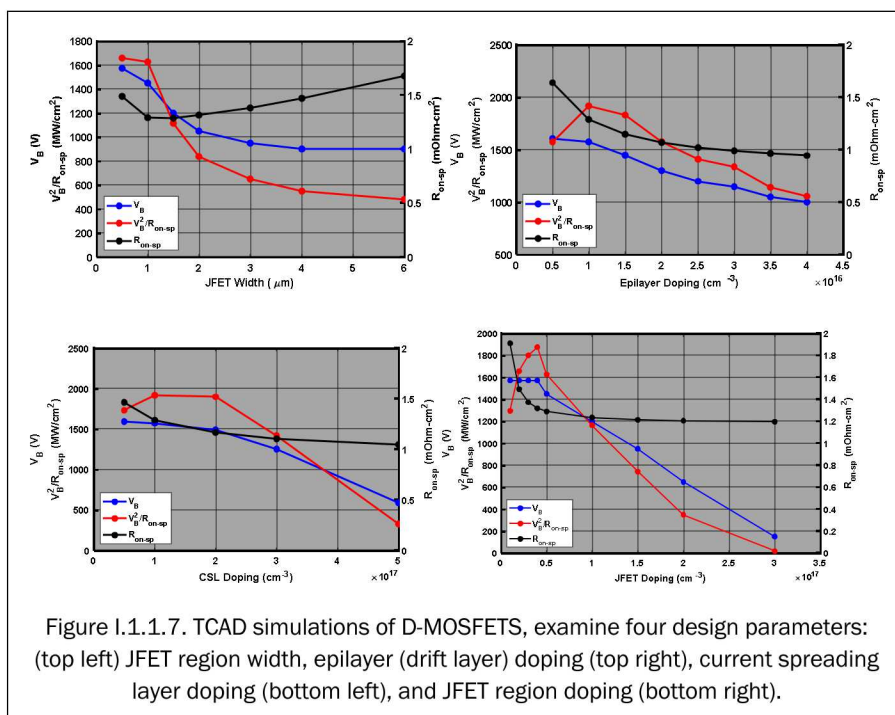 1800
1600
1400
1200
1000
800
600
400
200
0
V_B (V)
V_B^2/R_on-sp (MW/cm^2)
2
1.5
1
0.5
0
R_on-sp (mOhm-cm^2)
V_B
V_B^2/R_on-sp
R_on-sp
0 1 2 3 4 5 6
JFET Width ( μm)
2500
2000
1500
1000
500
V_B (V)
V_B^2/R_on-sp (MW/cm^2)
2
1.5
1
0.5
0
R_on-sp (mOhm-cm^2)
V_B
V_B^2/R_on-sp
R_on-sp
0 0.5 1 1.5 2 2.5 3 3.5 4 4.5
Epilayer Doping (cm^-3) ×10^16
2500
2000
1500
1000
500
0
V_B (V)
V_B^2/R_on-sp (MW/cm^2)
2
1.5
1
0.5
0
R_on-sp (mOhm-cm^2)
V_B
V_B^2/R_on-sp
R_on-sp
0 1 2 3 4 5
CSL Doping (cm^-3) ×10^17
2000
1800
1600
1400
1200
1000
800
600
400
200
0
V_B (V)
V_B^2/R_on-sp (MW/cm^2)
2
1.8
1.6
1.4
1.2
1
0.8
0.6
0.4
0.2
0
R_on-sp (mOhm-cm^2)
V_B
V_B^2/R_on-sp
R_on-sp
0 0.5 1 1.5 2 2.5 3 3.5
JFET Doping (cm^-3) ×10^17
Figure I.1.1.7. TCAD simulations of D-MOSFETS, examine four design parameters:
(top left) JFET region width, epilayer (drift layer) doping (top right), current spreading
layer doping (bottom left), and JFET region doping (bottom right).